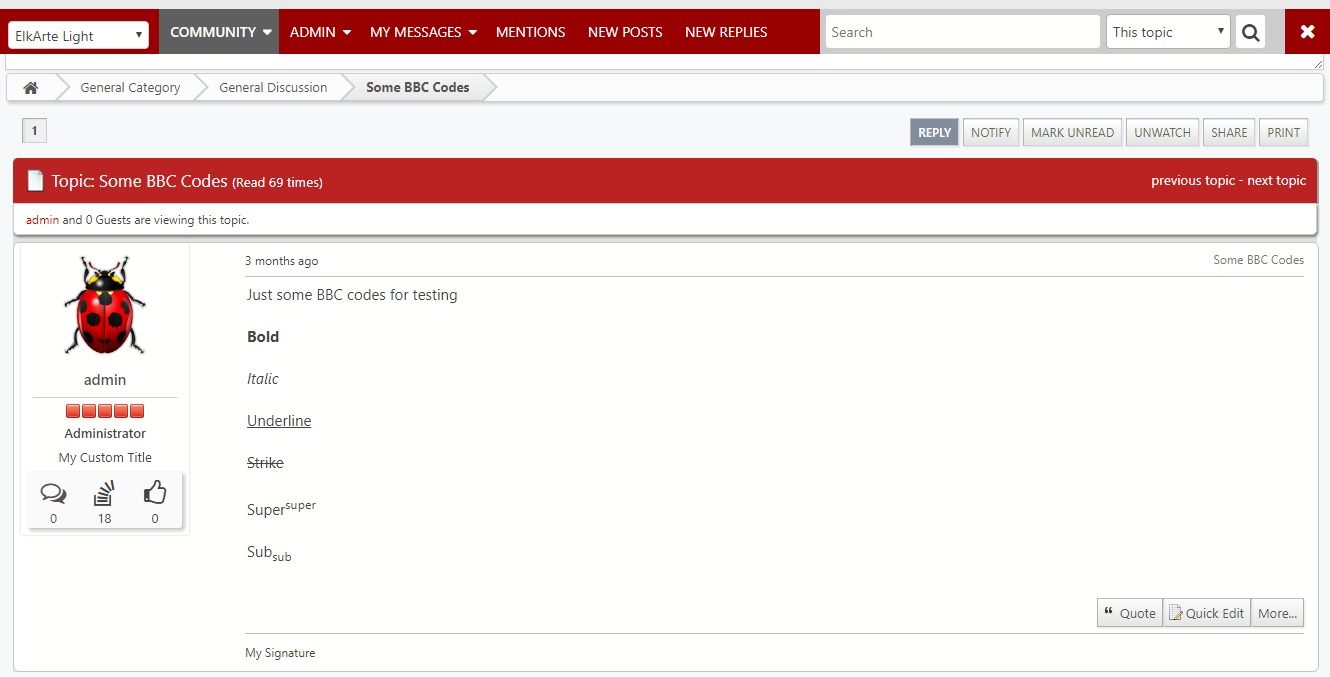 ElkArte Light COMMUNITY ADMIN MY MESSAGES MENTIONS NEW POSTS NEW REPLIES Search This topic
General Category General Discussion Some BBC Codes
1 REPLY NOTIFY MARK UNREAD UNWATCH SHARE PRINT
Topic: Some BBC Codes (Read 69 times) previous topic - next topic
admin and 0 Guests are viewing this topic.
3 months ago Some BBC Codes
Just some BBC codes for testing
Bold
Italic
Underline
Strike
Supersuper
Subsub
admin
Administrator
My Custom Title
0 18 0
Quote Quick Edit More...
My Signature